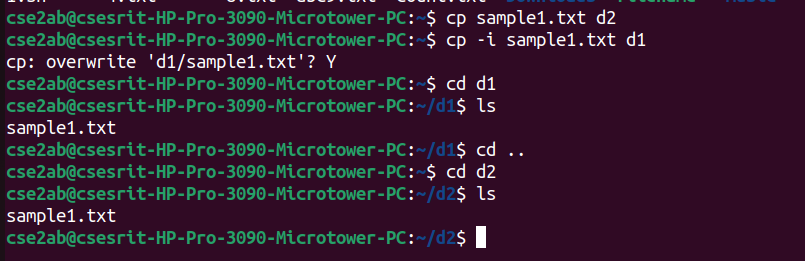 cse2ab@csesrit-HP-Pro-3090-Microtower-PC:~$ cp sample1.txt d2
cse2ab@csesrit-HP-Pro-3090-Microtower-PC:~$ cp -i sample1.txt d1
cp: overwrite 'd1/sample1.txt'? Y
cse2ab@csesrit-HP-Pro-3090-Microtower-PC:~$ cd d1
cse2ab@csesrit-HP-Pro-3090-Microtower-PC:~/d1$ ls
sample1.txt
cse2ab@csesrit-HP-Pro-3090-Microtower-PC:~/d1$ cd ..
cse2ab@csesrit-HP-Pro-3090-Microtower-PC:~$ cd d2
cse2ab@csesrit-HP-Pro-3090-Microtower-PC:~/d2$ ls
sample1.txt
cse2ab@csesrit-HP-Pro-3090-Microtower-PC:~/d2$